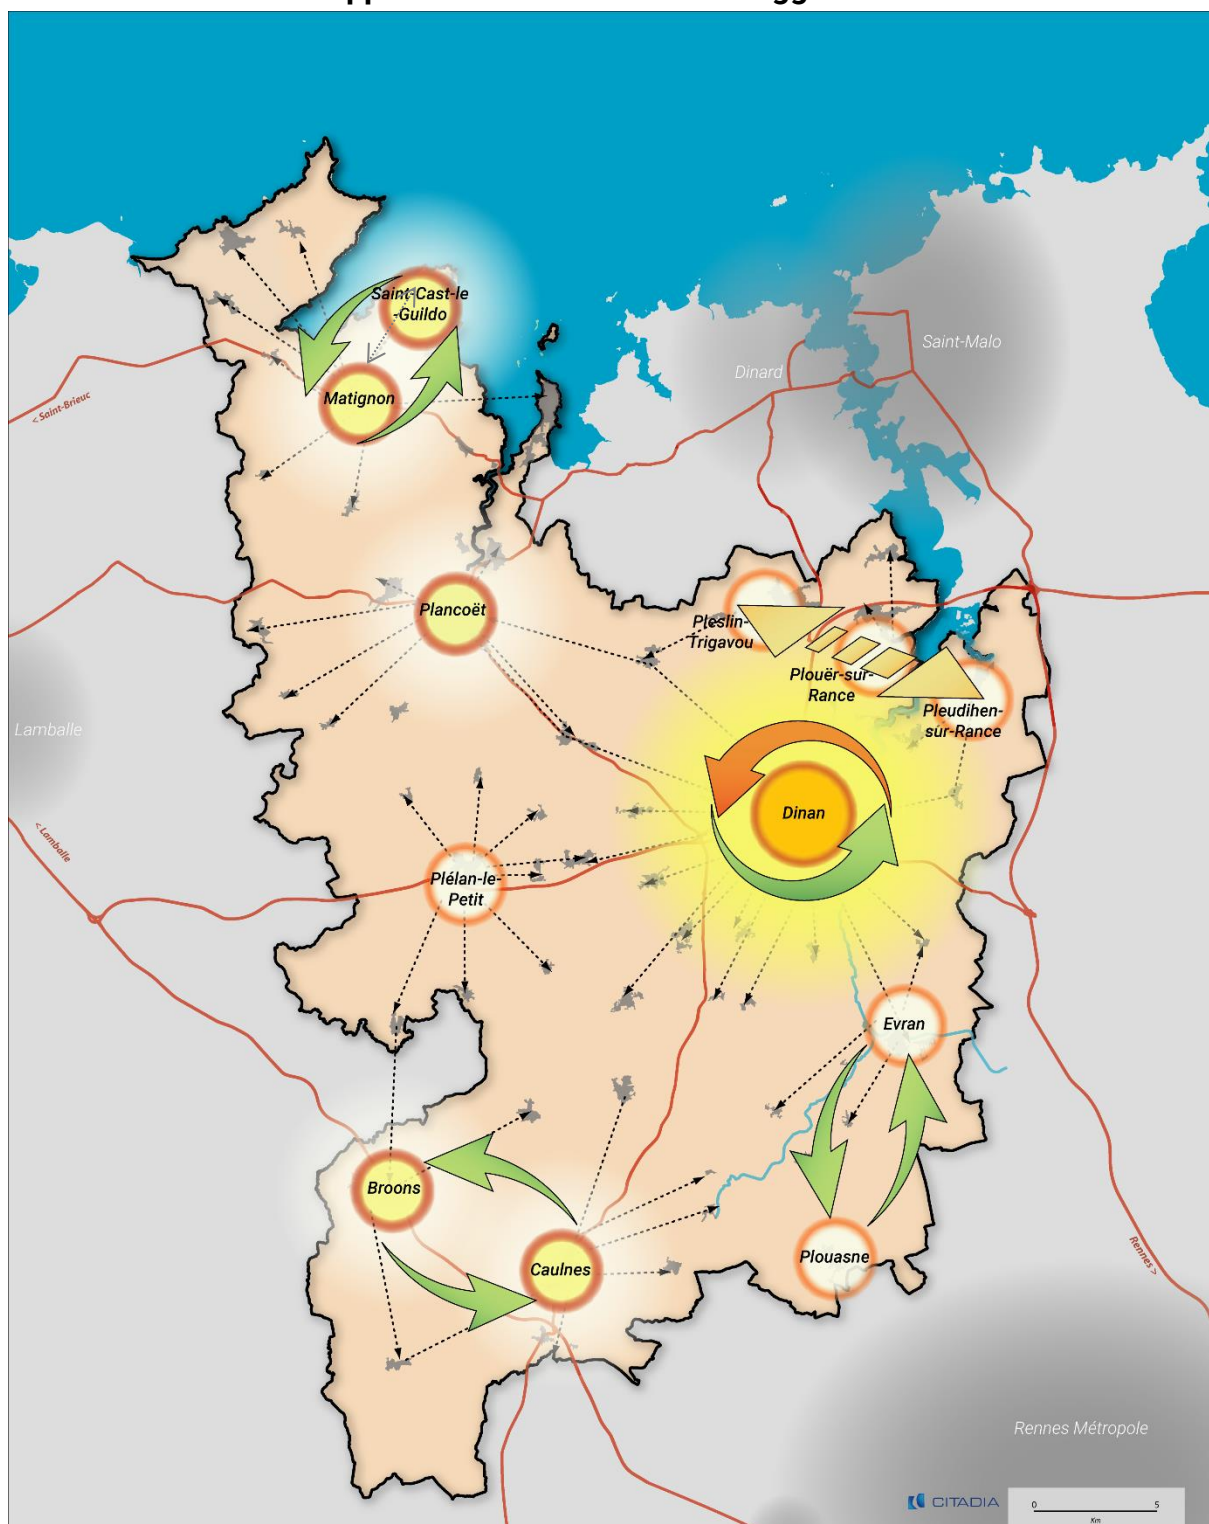 Saint-Cast-le
-Guildo
Saint-Malo
Dinard
Matignon
< Saint-Brieuc
Plancoët
Pleslin-
Trigavou
Plouër-sur-
Rance
Pleudihen-
sur-Rance
Lamballe
Dinan
< Lamballe
Plélan-le-
Petit
Evran
Broons
Caulnes
Plouasne
Rennes >
Rennes Métropole
CITADIA
0 5
Km